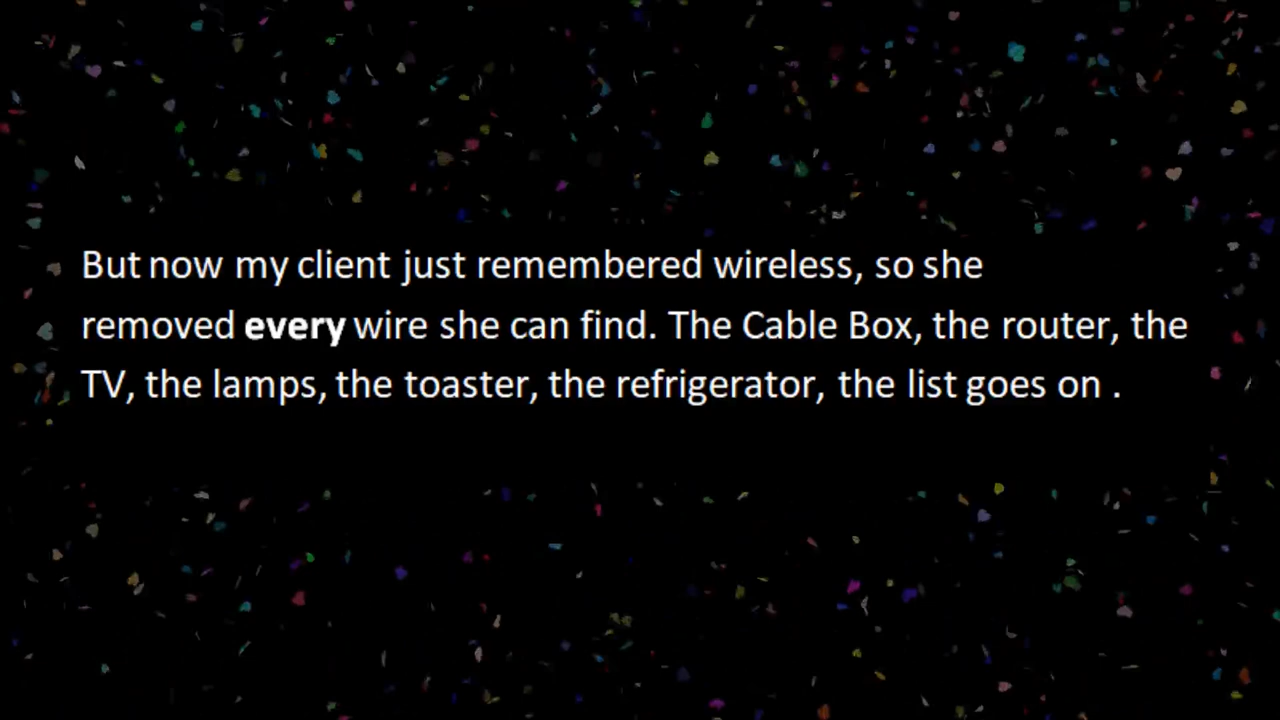 But now my client just remembered wireless, so she
removed every wire she can find. The Cable Box, the router, the
TV, the lamps, the toaster, the refrigerator, the list goes on .